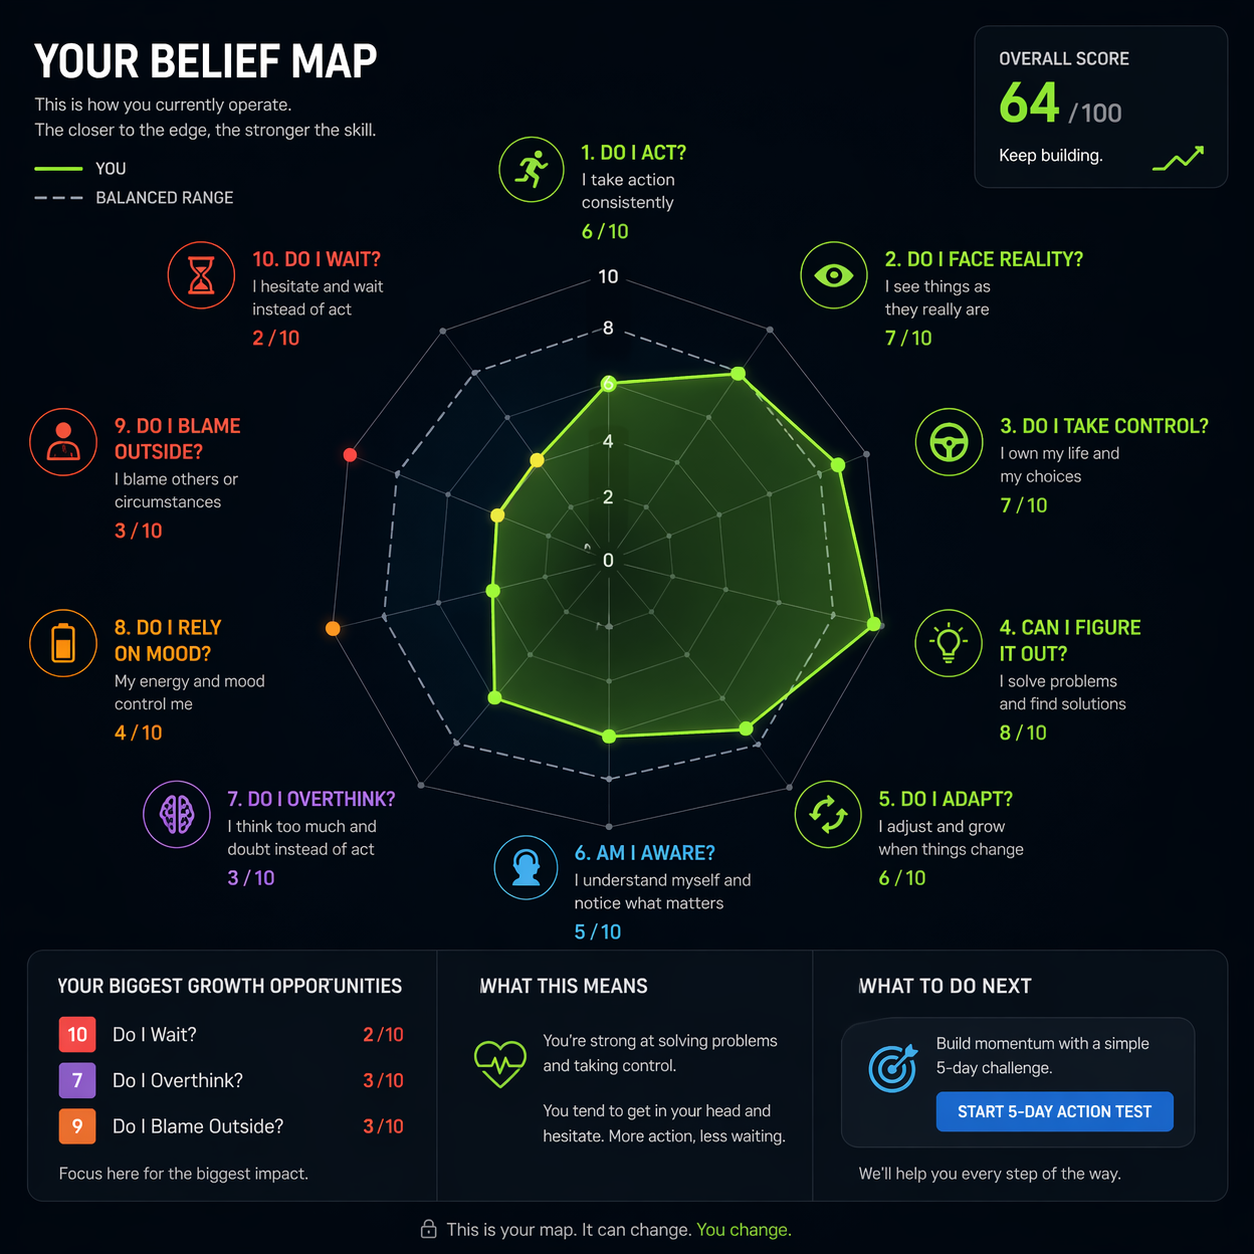 YOUR BELIEF MAP
This is how you currently operate.
The closer to the edge, the stronger the skill.
YOU
BALANCED RANGE
OVERALL SCORE
64 /100
Keep building.
1. DO I ACT?
I take action
consistently
6 / 10
2. DO I FACE REALITY?
I see things as
they really are
7 / 10
3. DO I TAKE CONTROL?
I own my life and
my choices
7 / 10
4. CAN I FIGURE
IT OUT?
I solve problems
and find solutions
8 / 10
5. DO I ADAPT?
I adjust and grow
when things change
6 / 10
6. AM I AWARE?
I understand myself and
notice what matters
5 / 10
7. DO I OVERTHINK?
I think too much and
doubt instead of act
3 / 10
8. DO I RELY
ON MOOD?
My energy and mood
control me
4 / 10
9. DO I BLAME
OUTSIDE?
I blame others or
circumstances
3 / 10
10. DO I WAIT?
I hesitate and wait
instead of act
2 / 10
10
8
6
4
2
0
YOUR BIGGEST GROWTH OPPORTUNITIES
10 Do I Wait? 2 /10
7 Do I Overthink? 3 /10
9 Do I Blame Outside? 3 /10
Focus here for the biggest impact.
WHAT THIS MEANS
You're strong at solving problems
and taking control.
You tend to get in your head and
hesitate. More action, less waiting.
WHAT TO DO NEXT
Build momentum with a simple
5-day challenge.
START 5-DAY ACTION TEST
We'll help you every step of the way.
This is your map. It can change. You change.